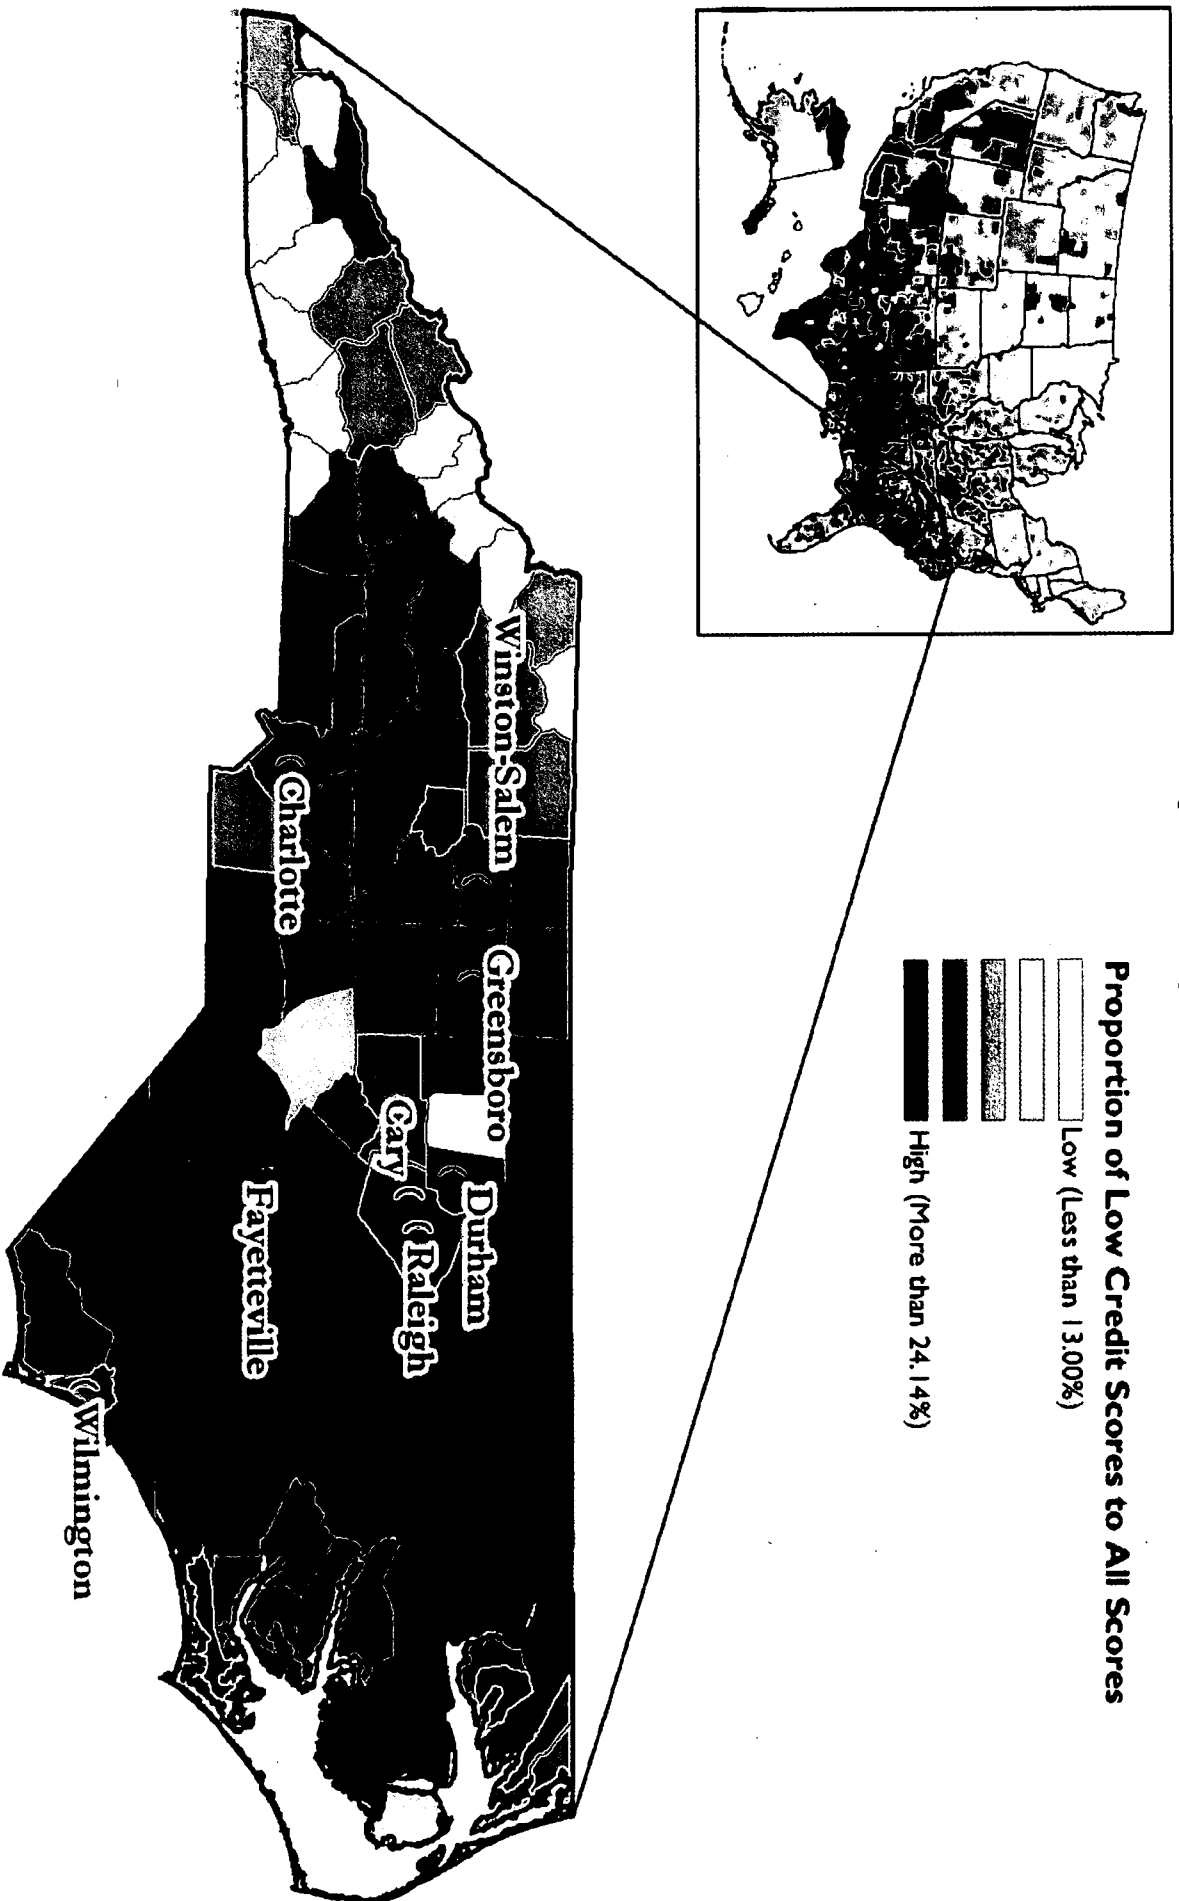 Proportion of Low Credit Scores to All Scores
Low (Less than 13.00%)
High (More than 24.14%)
Winston-Salem
Greensboro
Durham
Cary
Raleigh
Charlotte
Fayetteville
Wilmington